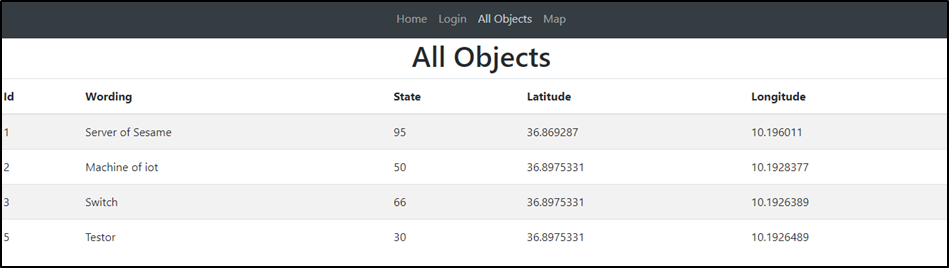 Home Login All Objects Map
All Objects
Id Wording State Latitude Longitude
1 Server of Sesame 95 36.869287 10.196011
2 Machine of iot 50 36.8975331 10.1928377
3 Switch 66 36.8975331 10.1926389
5 Testor 30 36.8975331 10.1926489